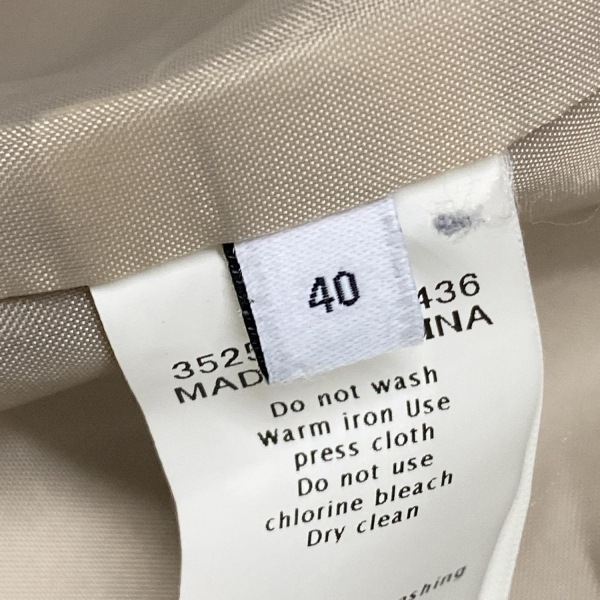 40
3525 436
MAD INA
Do not wash
Warm iron Use
press cloth
Do not use
chlorine bleach
Dry clean